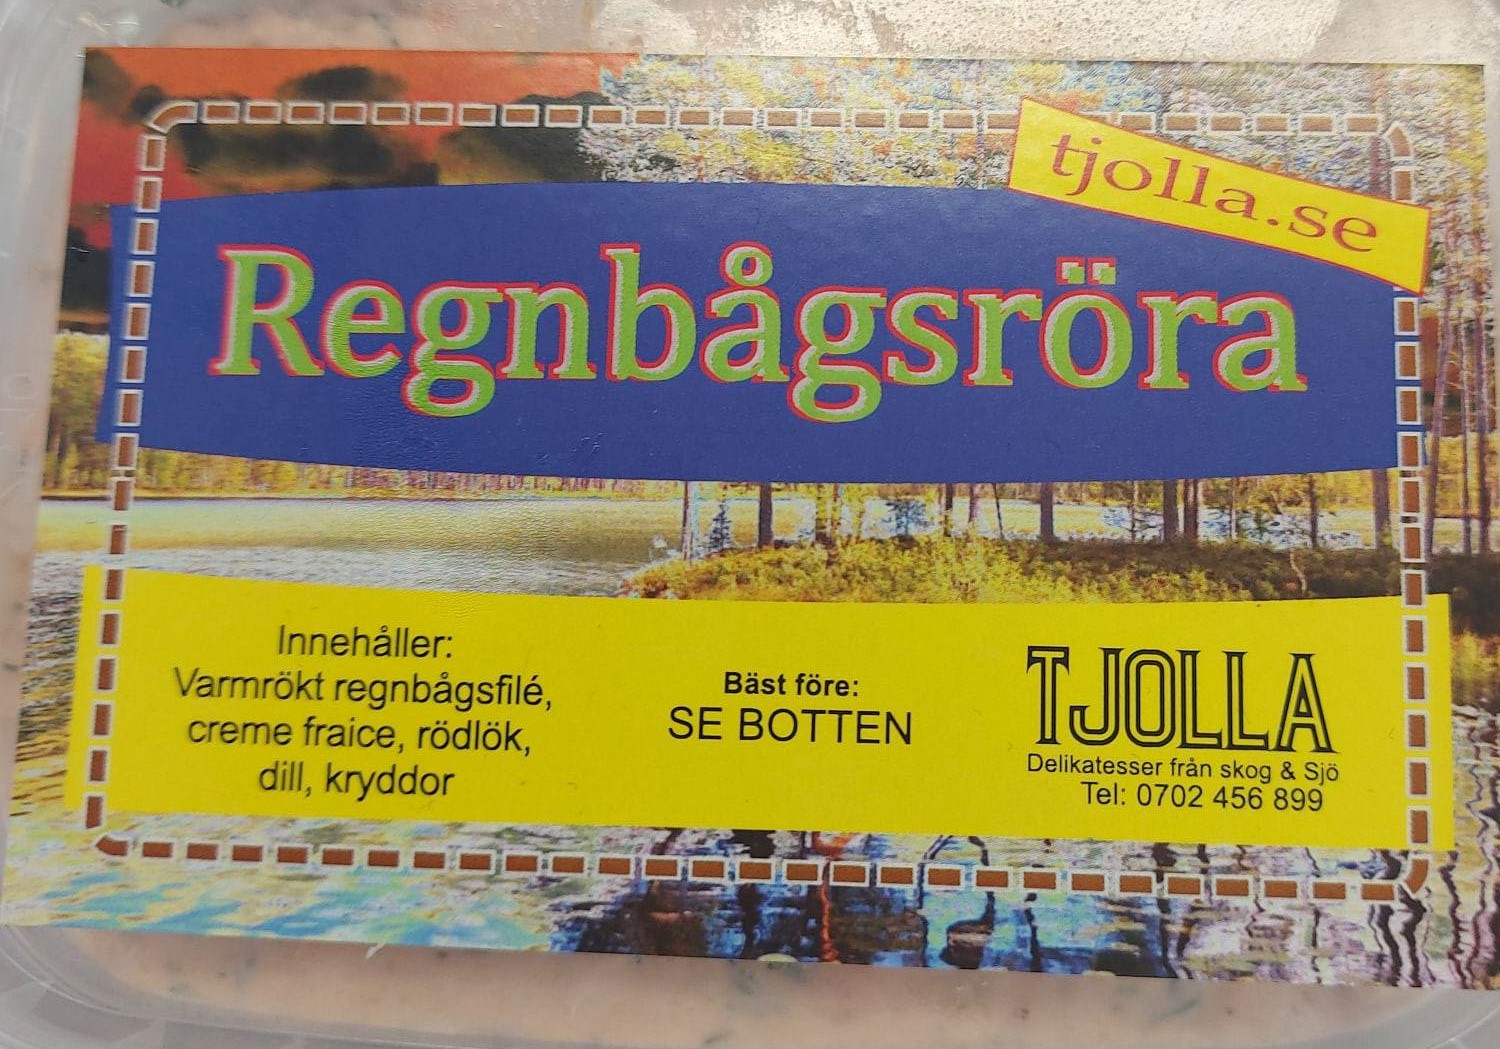 tjolla.se
Regnbågsröra
Innehåller:
Varmrökt regnbågsfilé,
creme fraice, rödlök,
dill, kryddor
Bäst före:
SE BOTTEN
TJOLLA
Delikatesser från skog & Sjö
Tel: 0702 456 899